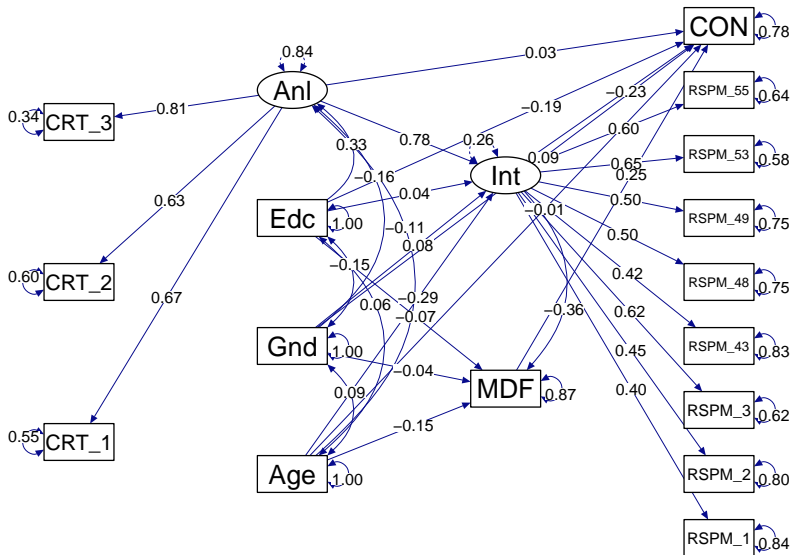 CON
0.78
0.84
Anl
0.03
RSPM_55
0.64
−0.23
−0.19
0.34
CRT_3
0.81
0.60
0.33
0.78
0.26
0.09
0.65
RSPM_53
0.58
Int
0.25
−0.16
0.04
0.63
0.50
RSPM_49
0.75
Edc
1.00
−0.01
−0.11
0.08
0.50
−0.15
0.60
CRT_2
0.42
RSPM_48
0.75
0.67
0.06
−0.29
−0.07
−0.36
0.62
Gnd
1.00
RSPM_43
0.83
0.45
−0.04
0.09
MDF
0.87
0.40
RSPM_3
0.62
−0.15
0.55
CRT_1
Age
1.00
RSPM_2
0.80
RSPM_1
0.84